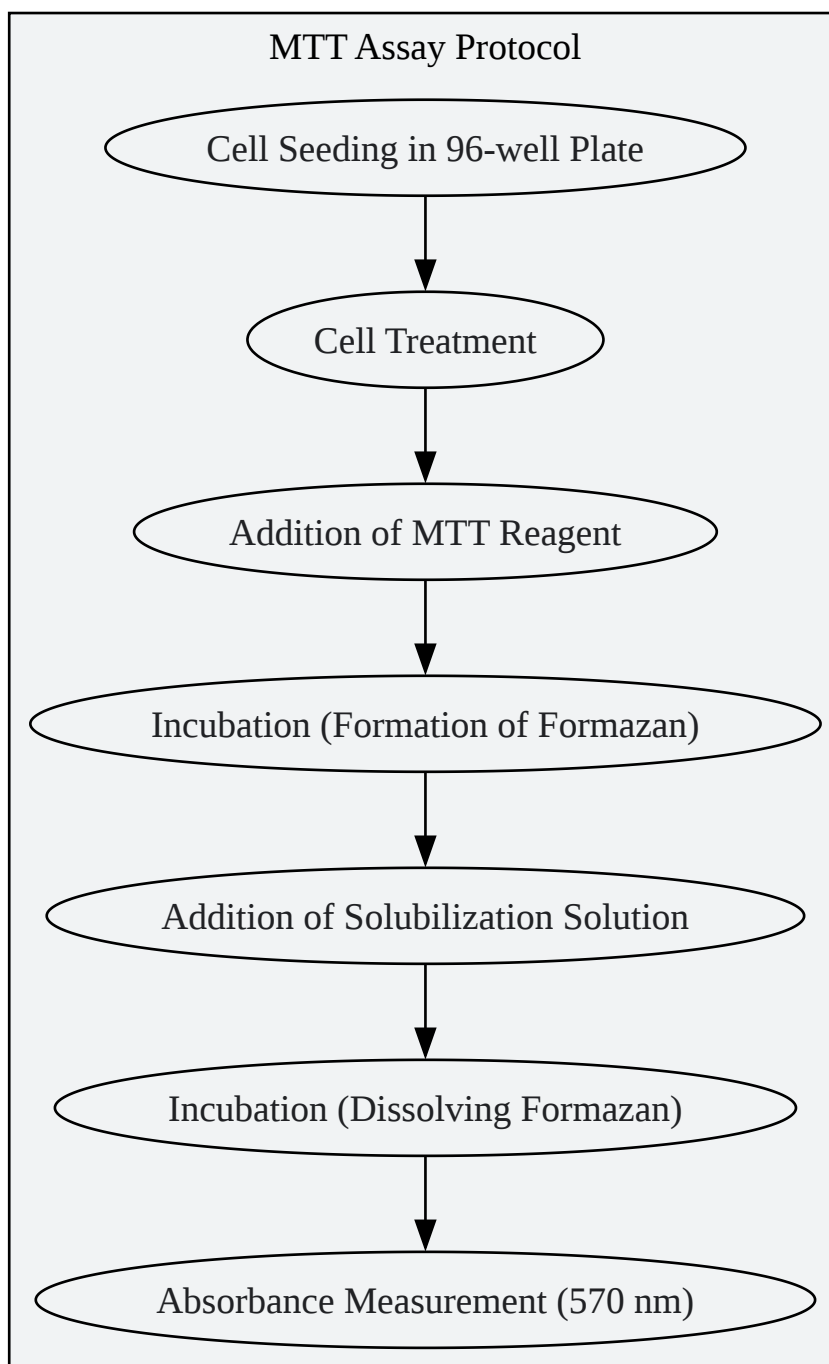 MTT Assay Protocol
Cell Seeding in 96-well Plate
Cell Treatment
Addition of MTT Reagent
Incubation (Formation of Formazan)
Addition of Solubilization Solution
Incubation (Dissolving Formazan)
Absorbance Measurement (570 nm)